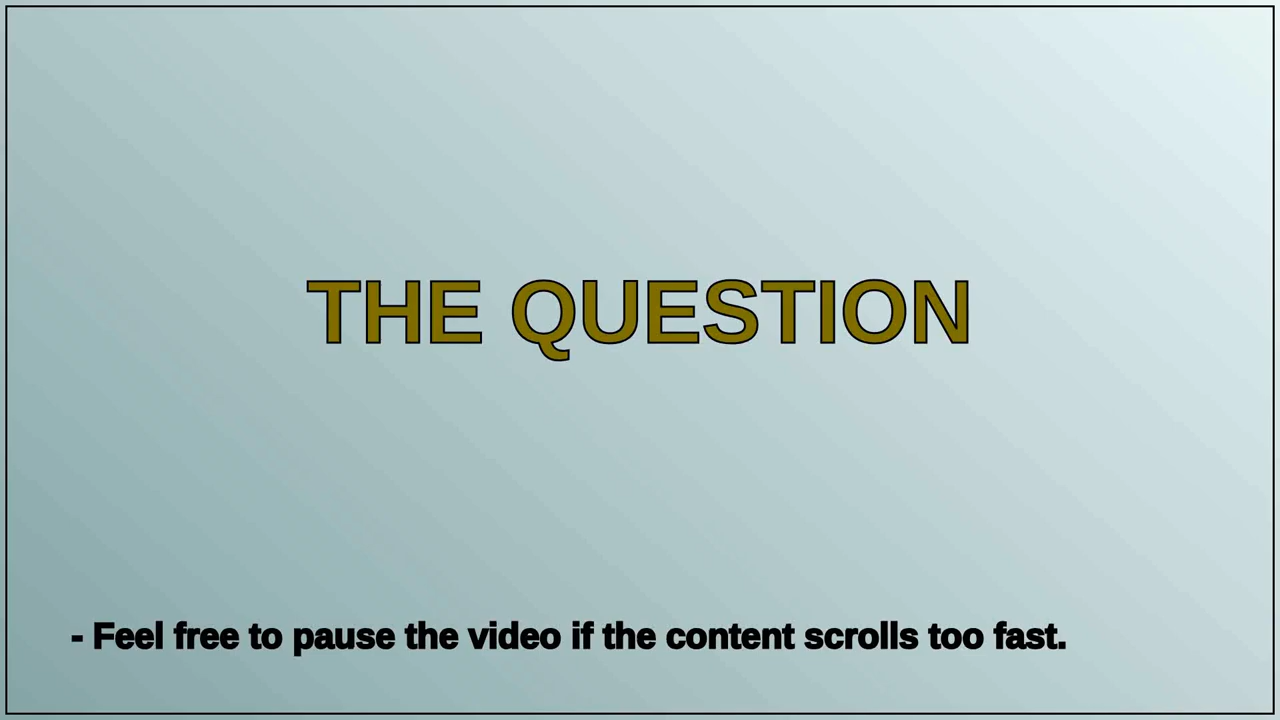 THE QUESTION
- Feel free to pause the video if the content scrolls too fast.